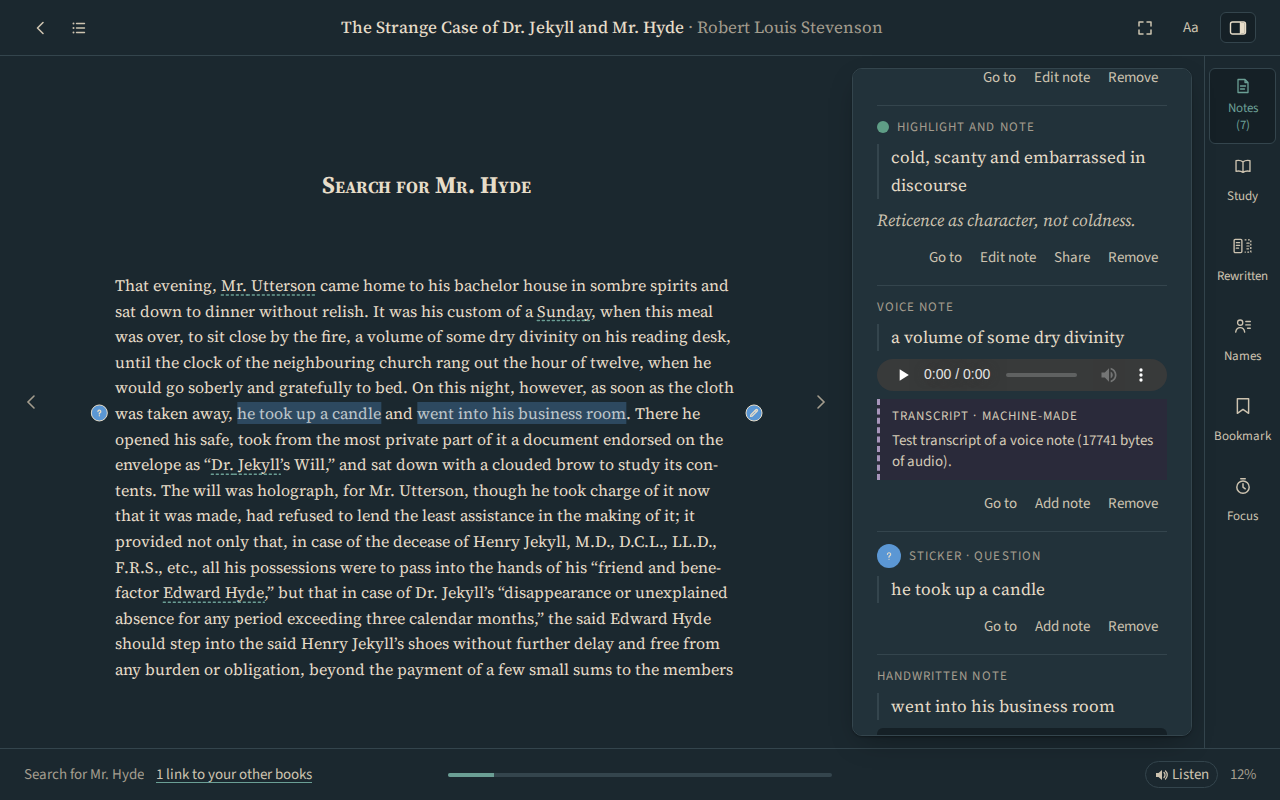 The Strange Case of Dr. Jekyll and Mr. Hyde · Robert Louis Stevenson
Aa
Search for Mr. Hyde
That evening, Mr. Utterson came home to his bachelor house in sombre spirits and
sat down to dinner without relish. It was his custom of a Sunday, when this meal
was over, to sit close by the fire, a volume of some dry divinity on his reading desk,
until the clock of the neighbouring church rang out the hour of twelve, when he
would go soberly and gratefully to bed. On this night, however, as soon as the cloth
? was taken away, he took up a candle and went into his business room. There he
opened his safe, took from the most private part of it a document endorsed on the
envelope as “Dr. Jekyll’s Will,” and sat down with a clouded brow to study its con-
tents. The will was holograph, for Mr. Utterson, though he took charge of it now
that it was made, had refused to lend the least assistance in the making of it; it
provided not only that, in case of the decease of Henry Jekyll, M.D., D.C.L., LL.D.,
F.R.S., etc., all his possessions were to pass into the hands of his “friend and bene-
factor Edward Hyde,” but that in case of Dr. Jekyll’s “disappearance or unexplained
absence for any period exceeding three calendar months,” the said Edward Hyde
should step into the said Henry Jekyll’s shoes without further delay and free from
any burden or obligation, beyond the payment of a few small sums to the members
Go to Edit note Remove
HIGHLIGHT AND NOTE
cold, scanty and embarrassed in
discourse
Reticence as character, not coldness.
Go to Edit note Share Remove
VOICE NOTE
a volume of some dry divinity
0:00 / 0:00
TRANSCRIPT · MACHINE-MADE
Test transcript of a voice note (17741 bytes
of audio).
Go to Add note Remove
? STICKER · QUESTION
he took up a candle
Go to Add note Remove
HANDWRITTEN NOTE
went into his business room
Notes
(7)
Study
Rewritten
Names
Bookmark
Focus
Search for Mr. Hyde 1 link to your other books
Listen 12%